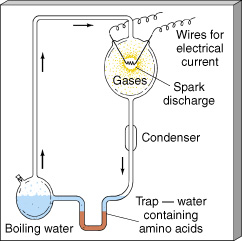 Wires for
electrical
current
Gases
Spark
discharge
Condenser
Trap — water
containing
amino acids
Boiling water